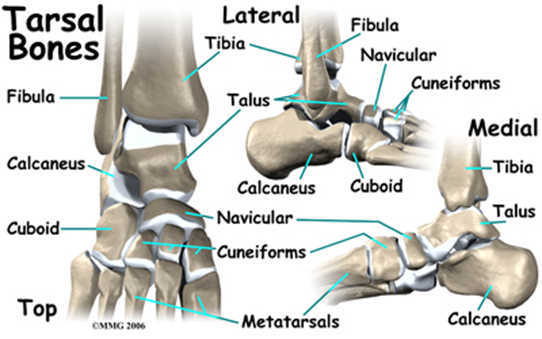 Tarsal
Bones
Fibula
Calcaneus
Cuboid
Top
©MMG 2006
Tibia
Talus
Navicular
Cuneiforms
Metatarsals
Lateral
Fibula
Navicular
Cuneiforms
Calcaneus
Cuboid
Medial
Tibia
Talus
Calcaneus